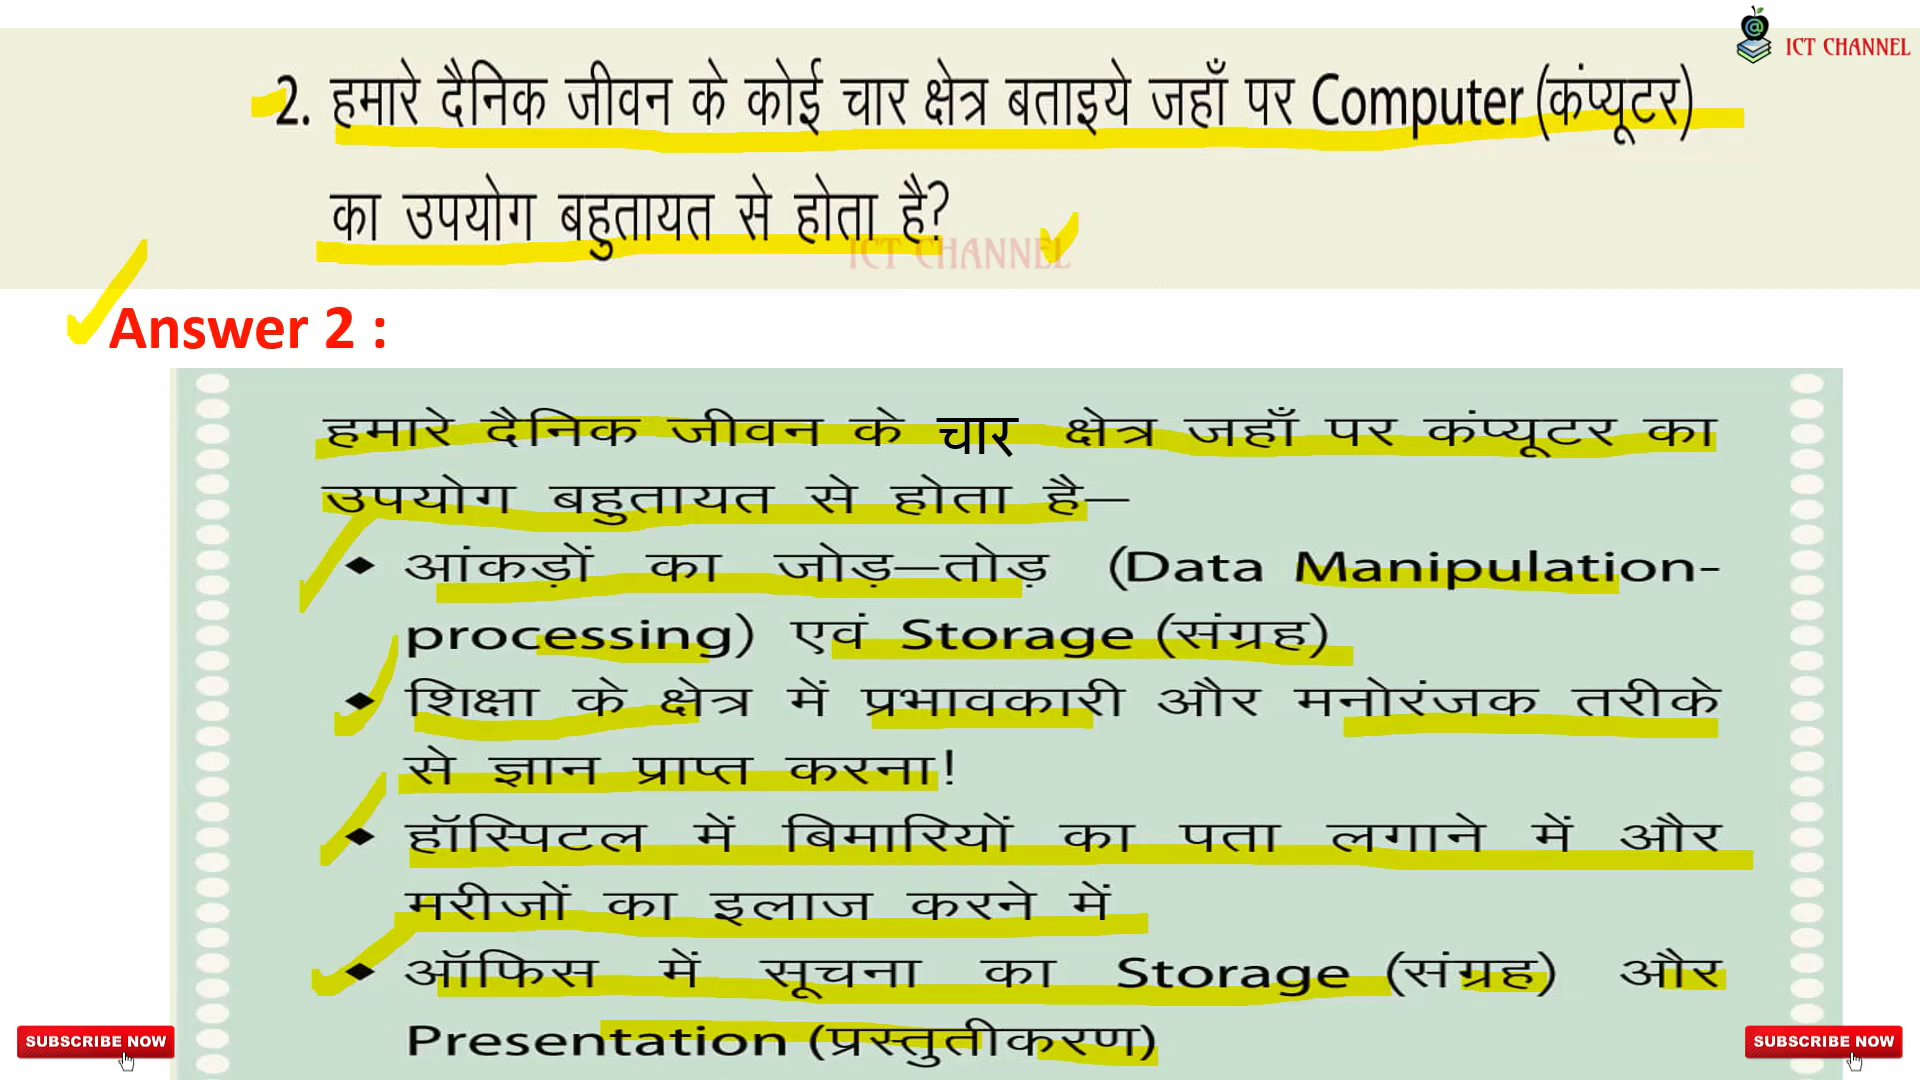 ICT CHANNEL
2. हमारे दैनिक जीवन के कोई चार क्षेत्र बताइये जहाँ पर Computer (कंप्यूटर)
का उपयोग बहुतायत से होता है?
ICT CHANNEL
Answer 2 :
हमारे दैनिक जीवन के चार क्षेत्र जहाँ पर कंप्यूटर का
उपयोग बहुतायत से होता है—
◆ आंकड़ों का जोड़—तोड़ (Data Manipulation-
processing) एवं Storage (संग्रह)
◆ शिक्षा के क्षेत्र में प्रभावकारी और मनोरंजक तरीके
से ज्ञान प्राप्त करना!
◆ हॉस्पिटल में बिमारियों का पता लगाने में और
मरीजों का इलाज करने में
◆ ऑफिस में सूचना का Storage (संग्रह) और
Presentation (प्रस्तुतीकरण)
SUBSCRIBE NOW
SUBSCRIBE NOW